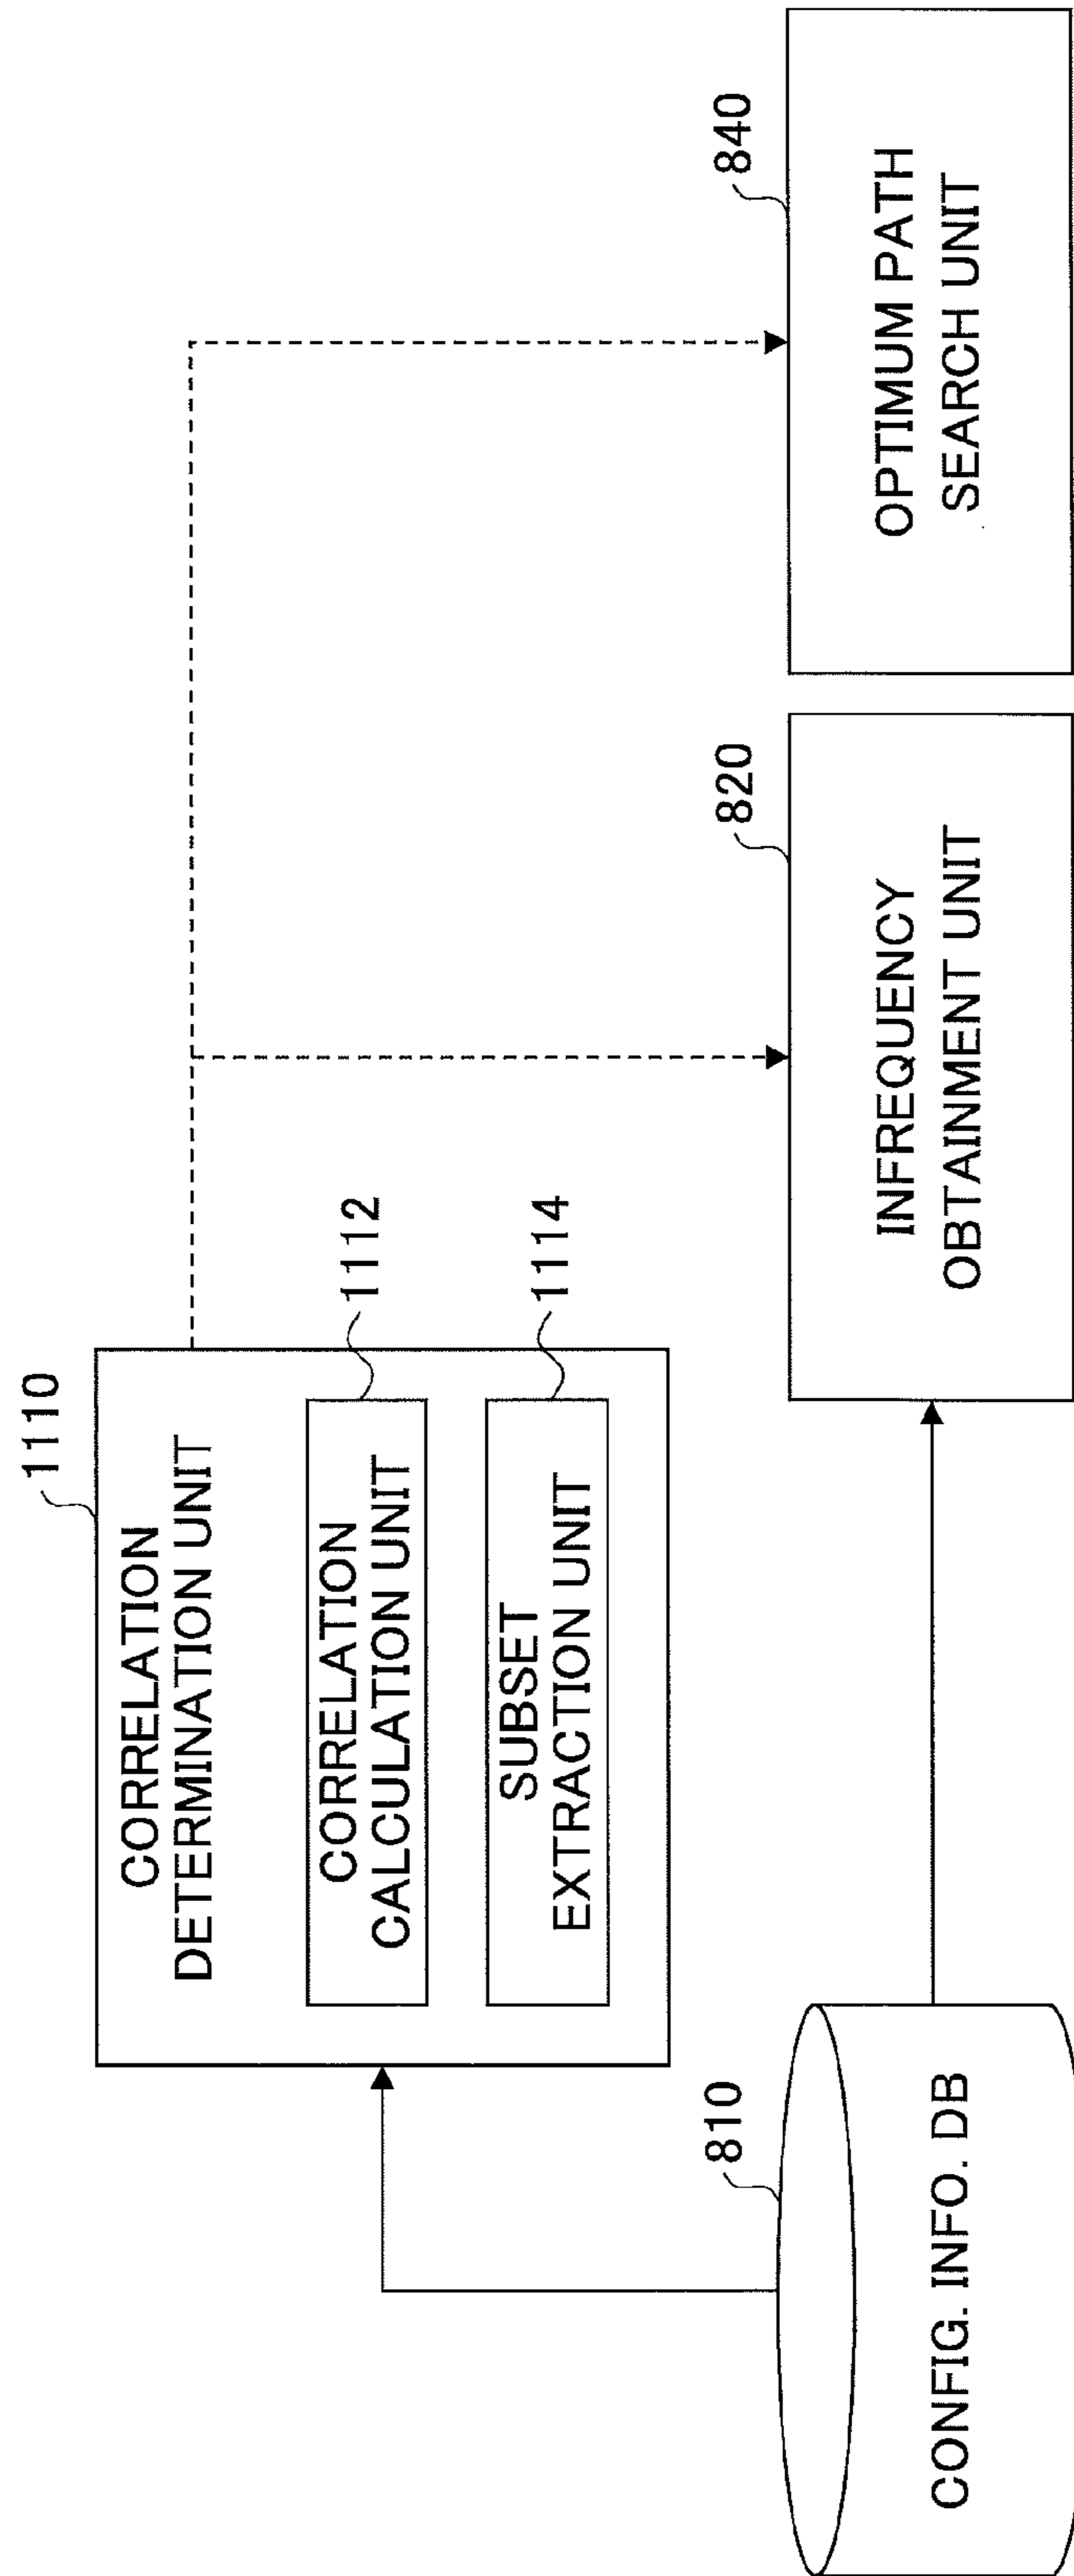 1110
CORRELATION
DETERMINATION UNIT
CORRELATION
CALCULATION UNIT
1112
SUBSET
EXTRACTION UNIT
1114
810
CONFIG. INFO. DB
820
INFREQUENCY
OBTAINMENT UNIT
840
OPTIMUM PATH
SEARCH UNIT